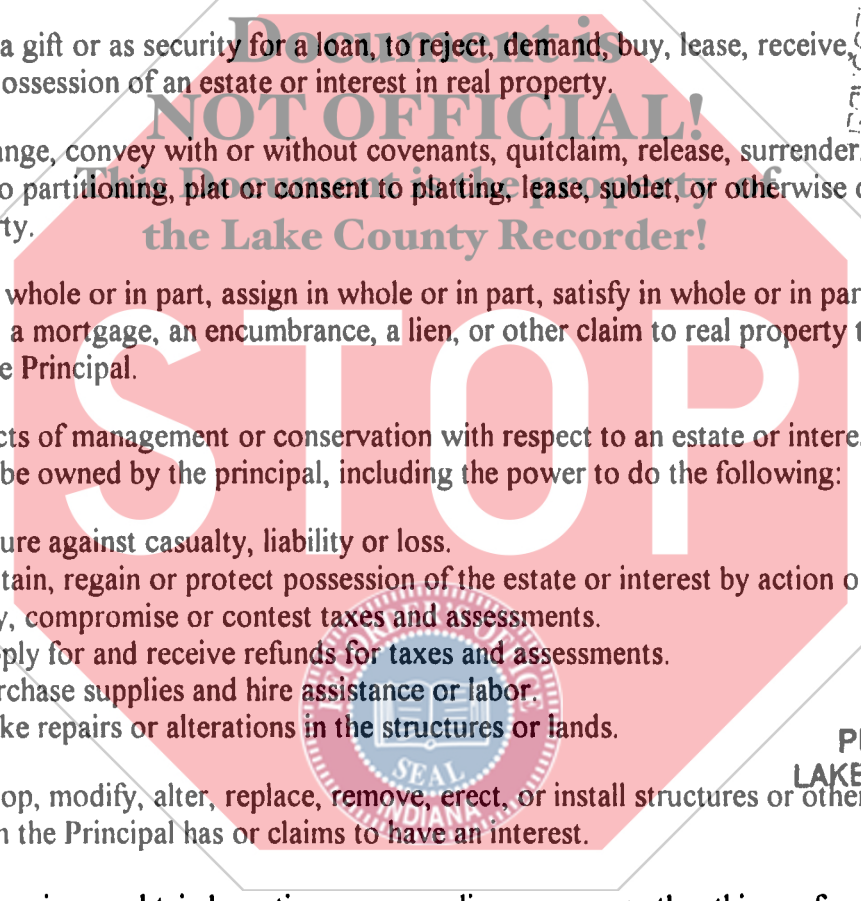 a gift or as security for a loan, to reject, demand, buy, lease, receive,
ossession of an estate or interest in real property.
ange, convey with or without covenants, quitclaim, release, surrender,
o partitioning, plat or consent to platting, lease, sublet, or otherwise d
rty.
whole or in part, assign in whole or in part, satisfy in whole or in par
a mortgage, an encumbrance, a lien, or other claim to real property t
e Principal.
cts of management or conservation with respect to an estate or intere
be owned by the principal, including the power to do the following:
ure against casualty, liability or loss.
tain, regain or protect possession of the estate or interest by action o
y, compromise or contest taxes and assessments.
ply for and receive refunds for taxes and assessments.
rchase supplies and hire assistance or labor.
ke repairs or alterations in the structures or lands.
op, modify, alter, replace, remove, erect, or install structures or other
n the Principal has or claims to have an interest.
Document is
NOT OFFICIAL!
This Document is the property of
the Lake County Recorder!
STOP
SEAL
INDIANA
LAKE